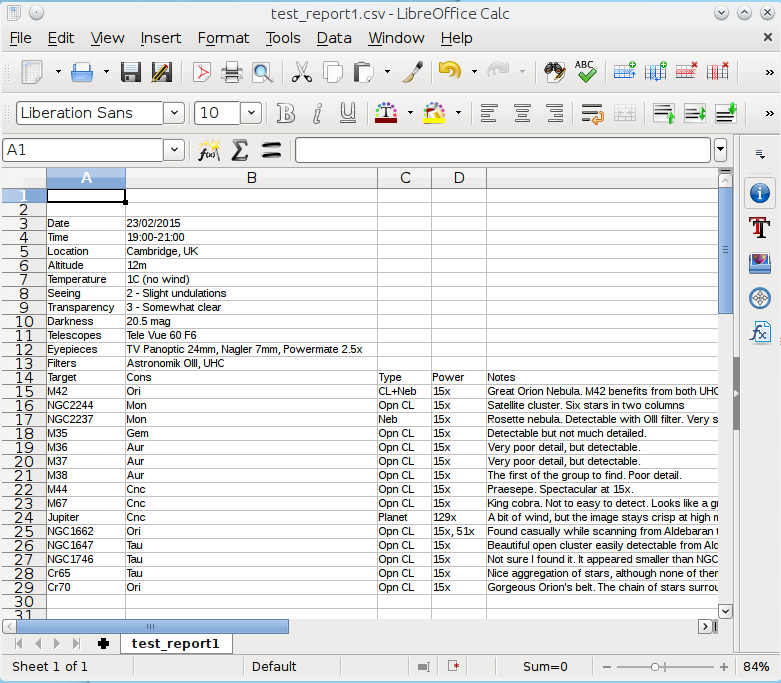 test_report1.csv - LibreOffice Calc
File Edit View Insert Format Tools Data Window Help
ABC
Liberation Sans 10
A1
A B C D
1
2
3 Date 23/02/2015
4 Time 19:00-21:00
5 Location Cambridge, UK
6 Altitude 12m
7 Temperature 1C (no wind)
8 Seeing 2 - Slight undulations
9 Transparency 3 - Somewhat clear
10 Darkness 20.5 mag
11 Telescopes Tele Vue 60 F6
12 Eyepieces TV Panoptic 24mm, Nagler 7mm, Powermate 2.5x
13 Filters Astronomik OIII, UHC
14 Target Cons Type Power Notes
15 M42 Ori CL+Neb 15x Great Orion Nebula. M42 benefits from both UHC
16 NGC2244 Mon Opn CL 15x Satellite cluster. Six stars in two columns
17 NGC2237 Mon Neb 15x Rosette nebula. Detectable with OIII filter. Very s
18 M35 Gem Opn CL 15x Detectable but not much detailed.
19 M36 Aur Opn CL 15x Very poor detail, but detectable.
20 M37 Aur Opn CL 15x Very poor detail, but detectable.
21 M38 Aur Opn CL 15x The first of the group to find. Poor detail.
22 M44 Cnc Opn CL 15x Praesepe. Spectacular at 15x.
23 M67 Cnc Opn CL 15x King cobra. Not to easy to detect. Looks like a gr
24 Jupiter Cnc Planet 129x A bit of wind, but the image stays crisp at high m
25 NGC1662 Ori Opn CL 15x, 51x Found casually while scanning from Aldebaran t
26 NGC1647 Tau Opn CL 15x Beautiful open cluster easily detectable from Ald
27 NGC1746 Tau Opn CL 15x Not sure I found it. It appeared smaller than NGC
28 Cr65 Tau Opn CL 15x Nice aggregation of stars, although none of ther
29 Cr70 Ori Opn CL 15x Gorgeous Orion's belt. The chain of stars surrou
30
31
test_report1
Sheet 1 of 1 Default Sum=0 84%